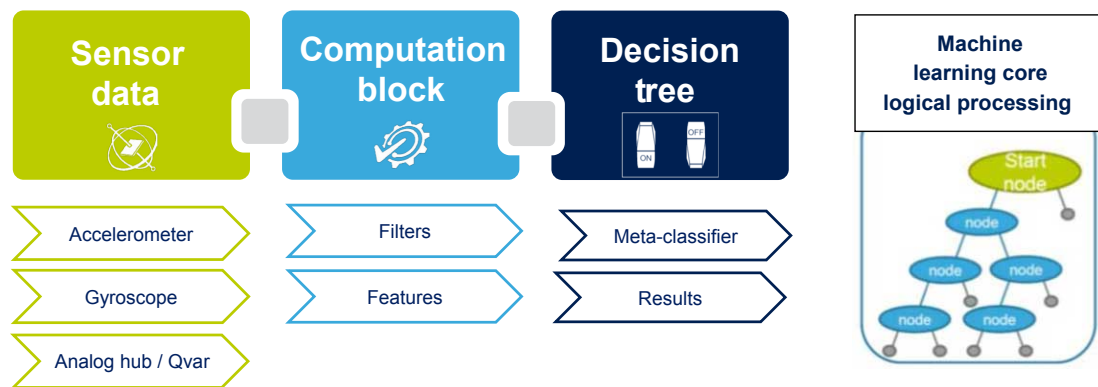 Sensor
data
Computation
block
Decision
tree
ON
OFF
Machine
learning core
logical processing
Accelerometer
Gyroscope
Analog hub / Qvar
Filters
Features
Meta-classifier
Results
Start
node
node
node
node
node
node